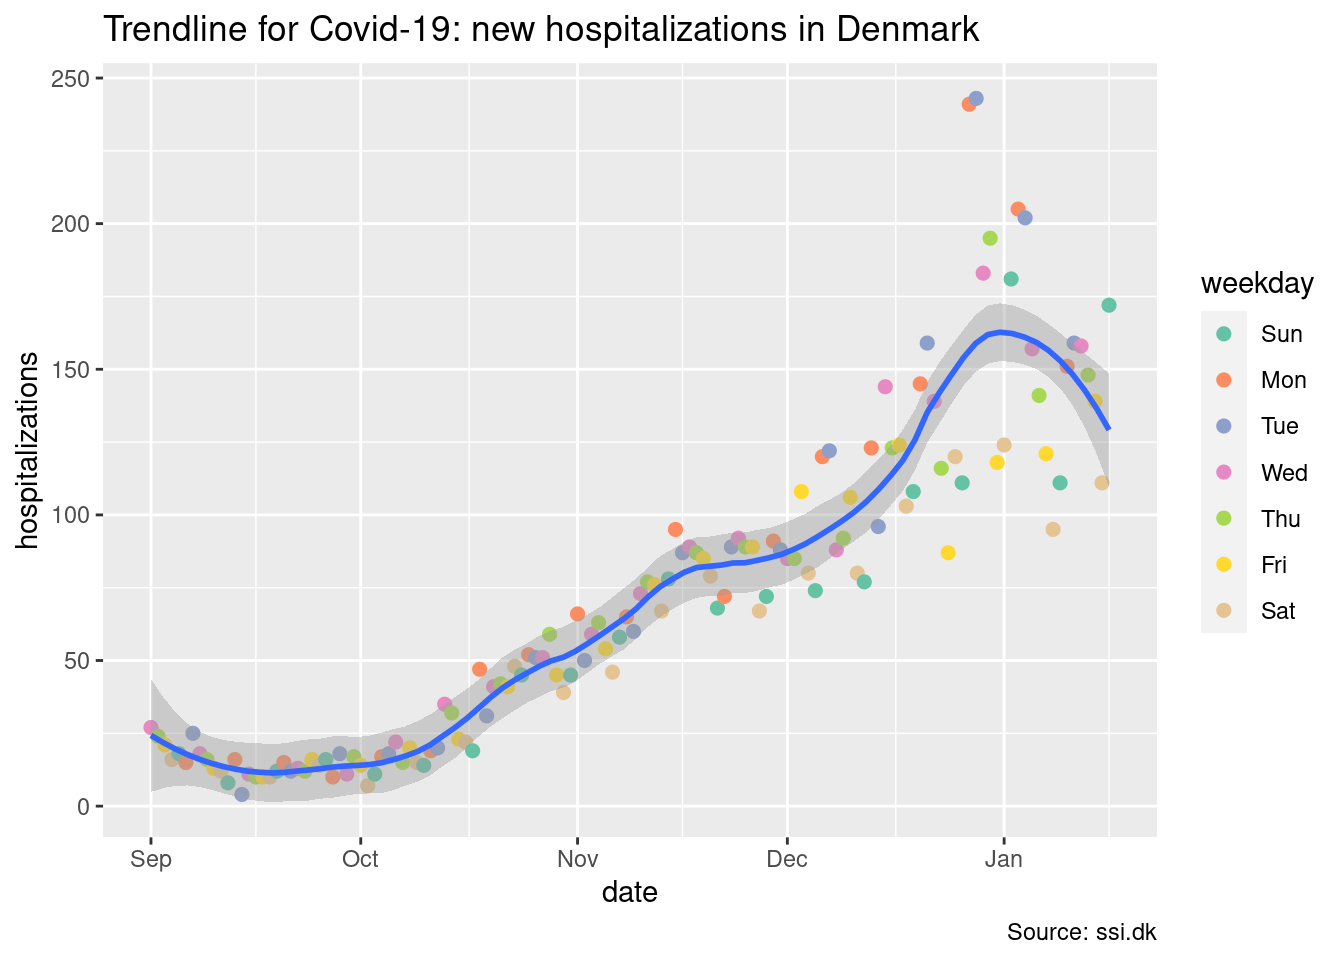 Trendline for Covid-19: new hospitalizations in Denmark
250
200
150
100
50
0
hospitalizations
Sep Oct Nov Dec Jan
date
weekday
Sun
Mon
Tue
Wed
Thu
Fri
Sat
Source: ssi.dk